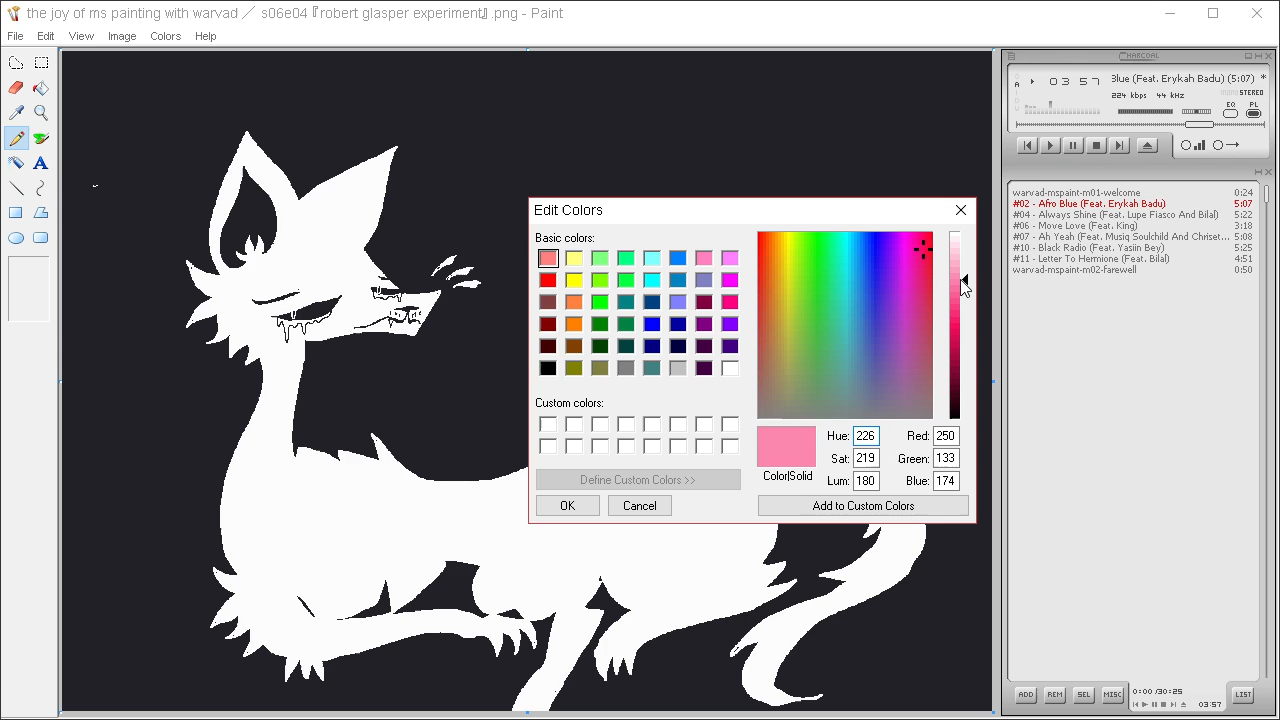 the joy of ms painting with warvad ／ s06e04『robert glasper experiment』.png - Paint
File Edit View Image Colors Help
CHARCOAL
03 57
Blue (Feat. Erykah Badu) (5:07) *
224 kbps 44 kHz STEREO
EQ PL
warvad-mspaint-m01-welcome 0:24
#02 - Afro Blue (Feat. Erykah Badu) 5:07
#04 - Always Shine (Feat. Lupe Fiasco And Bilal) 5:22
#06 - Move Love (Feat. King) 3:18
#07 - Ah Yeah (Feat. Musiq Soulchild And Chriset... 5:09
#10 - Black Radio (Feat. Yasiin Bey)
#11 - Letter To Hermione (Feat. Bilal) 4:51
warvad-mspaint-m02-farewell
Edit Colors
Basic colors:
Custom colors:
Define Custom Colors >>
OK Cancel
Color|Solid
Hue: 226 Red: 250
Sat: 219 Green: 133
Lum: 180 Blue: 174
Add to Custom Colors
ADD REM SEL MISC
0:00/30:25
03:57
LIST